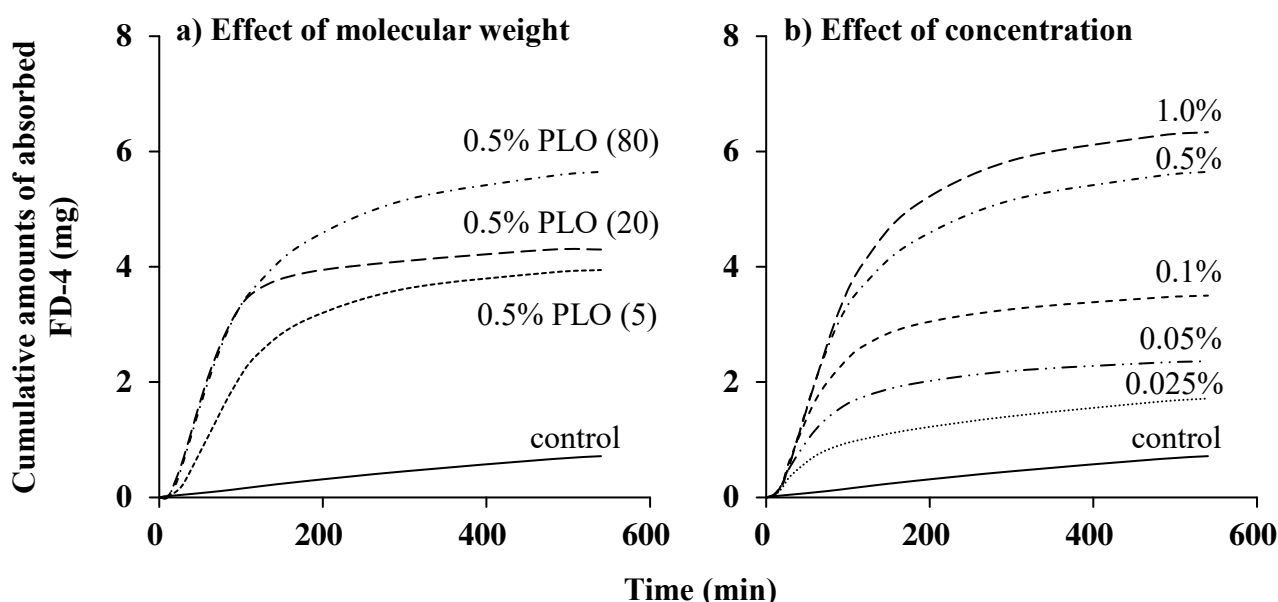 a) Effect of molecular weight
b) Effect of concentration
Cumulative amounts of absorbed
FD-4 (mg)
8
6
4
2
0
0.5% PLO (80)
0.5% PLO (20)
0.5% PLO (5)
control
0
200
400
600
8
6
4
2
0
1.0%
0.5%
0.1%
0.05%
0.025%
control
0
200
400
600
Time (min)